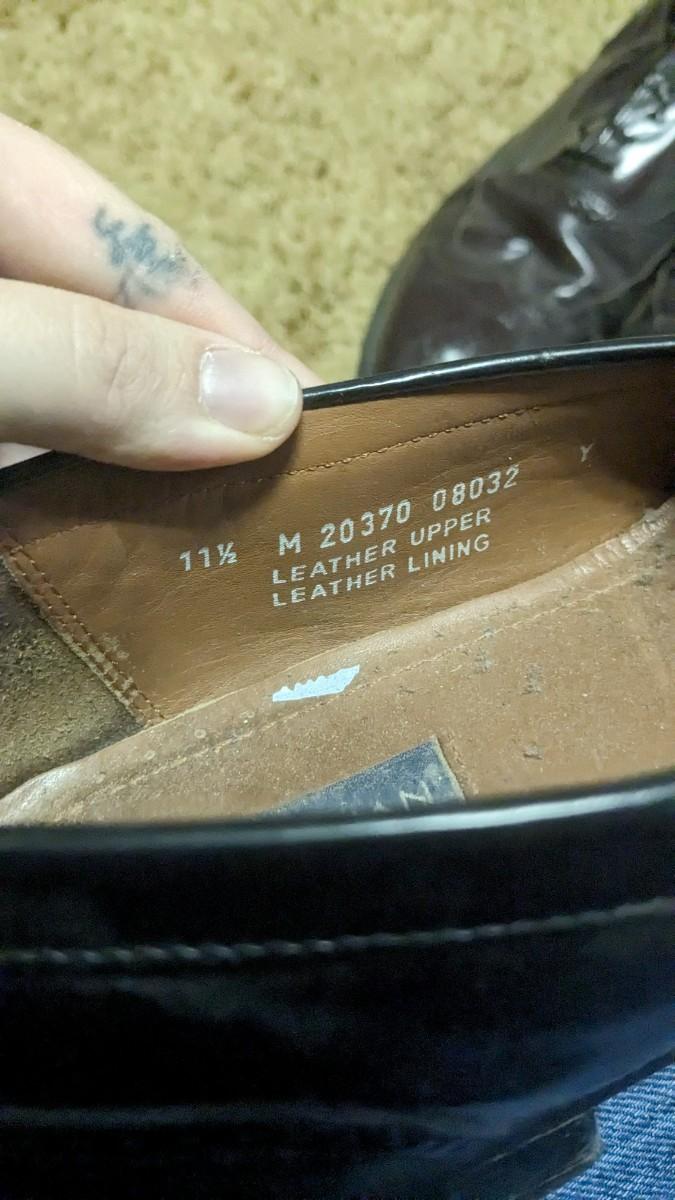 11½ M 20370 08032 Y
LEATHER UPPER
LEATHER LINING